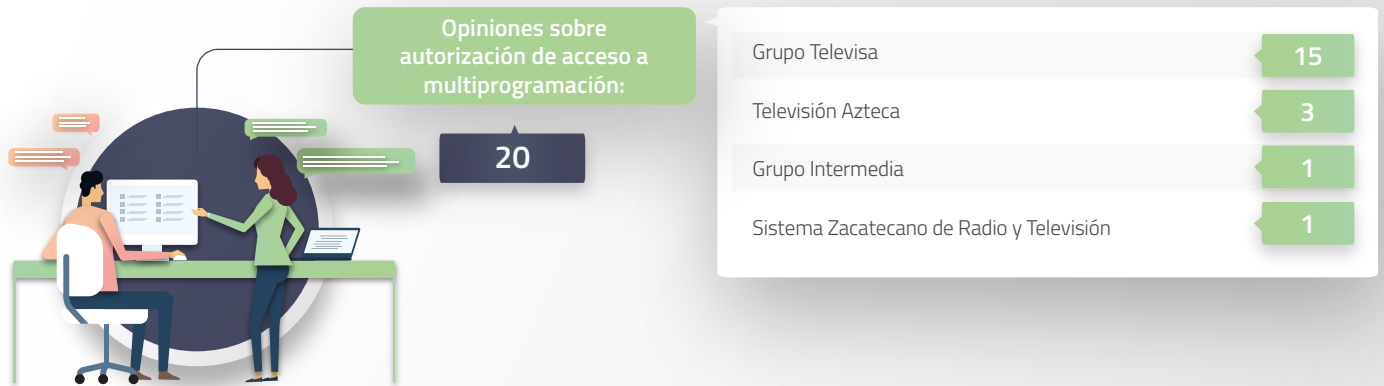 Opiniones sobre
autorización de acceso a
multiprogramación:
20
Grupo Televisa 15
Televisión Azteca 3
Grupo Intermedia 1
Sistema Zacatecano de Radio y Televisión 1